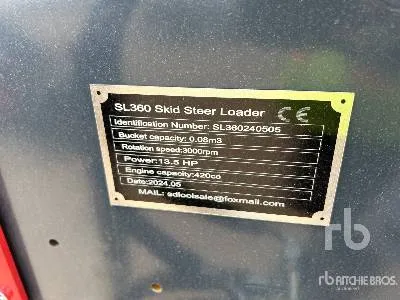 SL360 Skid Steer Loader CE
Identification Number: SL360240505
Bucket capacity: 0.08m3
Rotation speed:3000rpm
Power:13.5 HP
Engine capacity:420cc
Date:2024.05
MAIL: sdtoolsale@foxmail.com
rb
rb RITCHIE BROS.